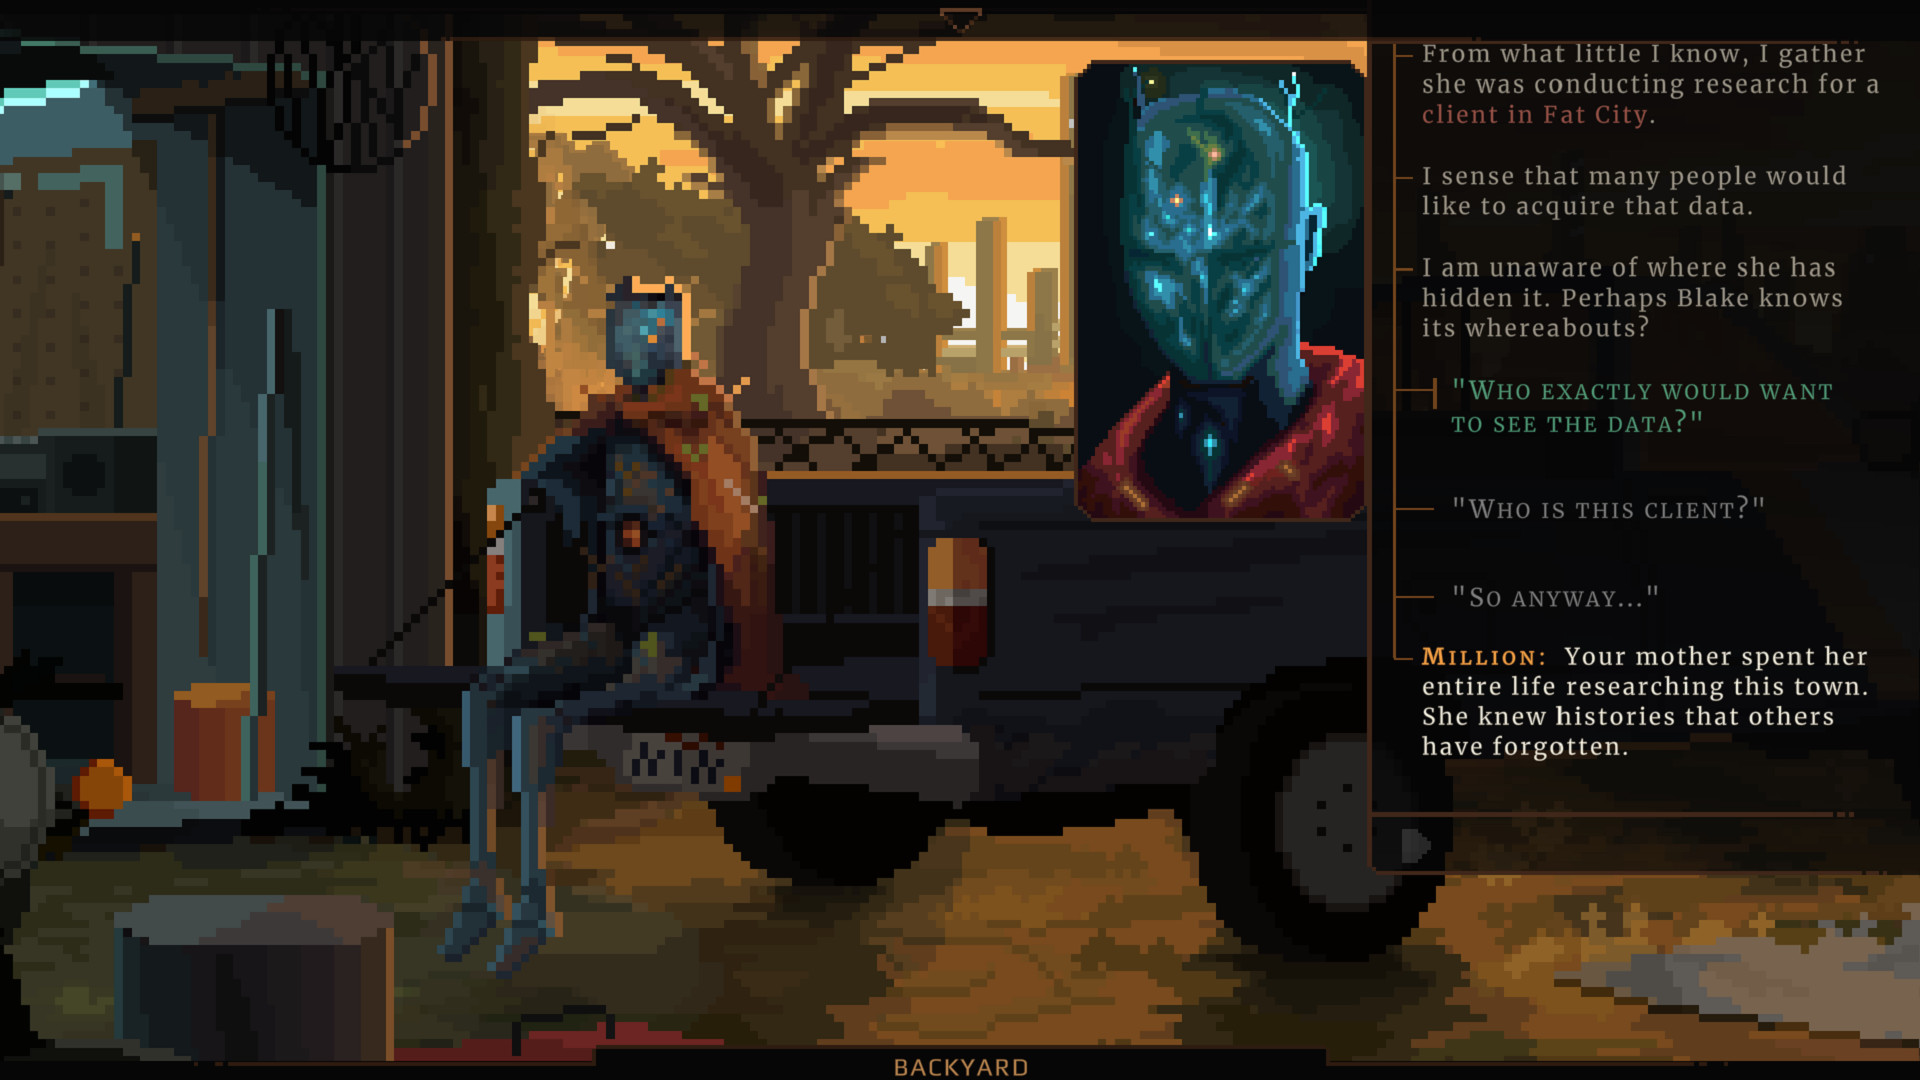 From what little I know, I gather
she was conducting research for a
client in Fat City.
I sense that many people would
like to acquire that data.
I am unaware of where she has
hidden it. Perhaps Blake knows
its whereabouts?
"Who exactly would want
to see the data?"
"Who is this client?"
"So anyway..."
Million: Your mother spent her
entire life researching this town.
She knew histories that others
have forgotten.
BACKYARD